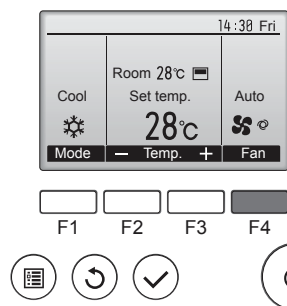 14:30 Fri
Room 28°C
Cool Set temp. Auto
28°C
Mode − Temp. + Fan
F1 F2 F3 F4